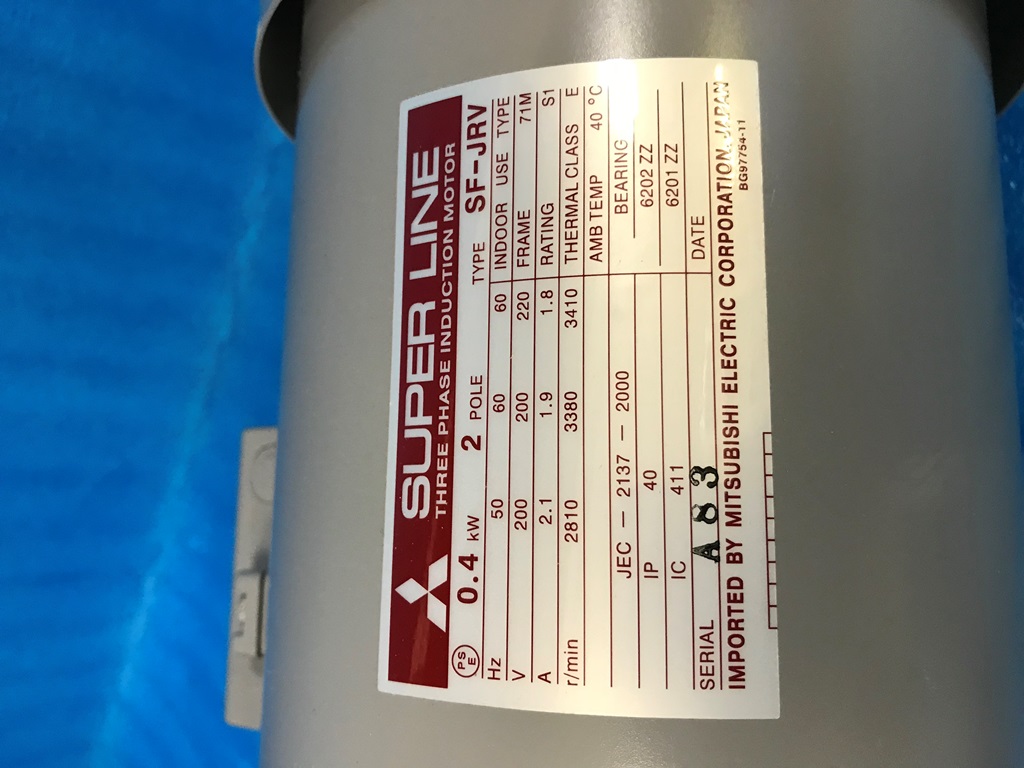 SUPER LINE
THREE PHASE INDUCTION MOTOR
PS E 0.4 kW 2 POLE TYPE SF-JRV
Hz 50 60 60 INDOOR USE TYPE
V 200 200 220 FRAME 71M
A 2.1 1.9 1.8 RATING S1
r/min 2810 3380 3410 THERMAL CLASS E
AMB TEMP 40 °C
JEC - 2137 - 2000 BEARING
IP 40 6202 ZZ
IC 411 6201 ZZ
SERIAL A83 DATE
IMPORTED BY MITSUBISHI ELECTRIC CORPORATION, JAPAN
BG97754-11